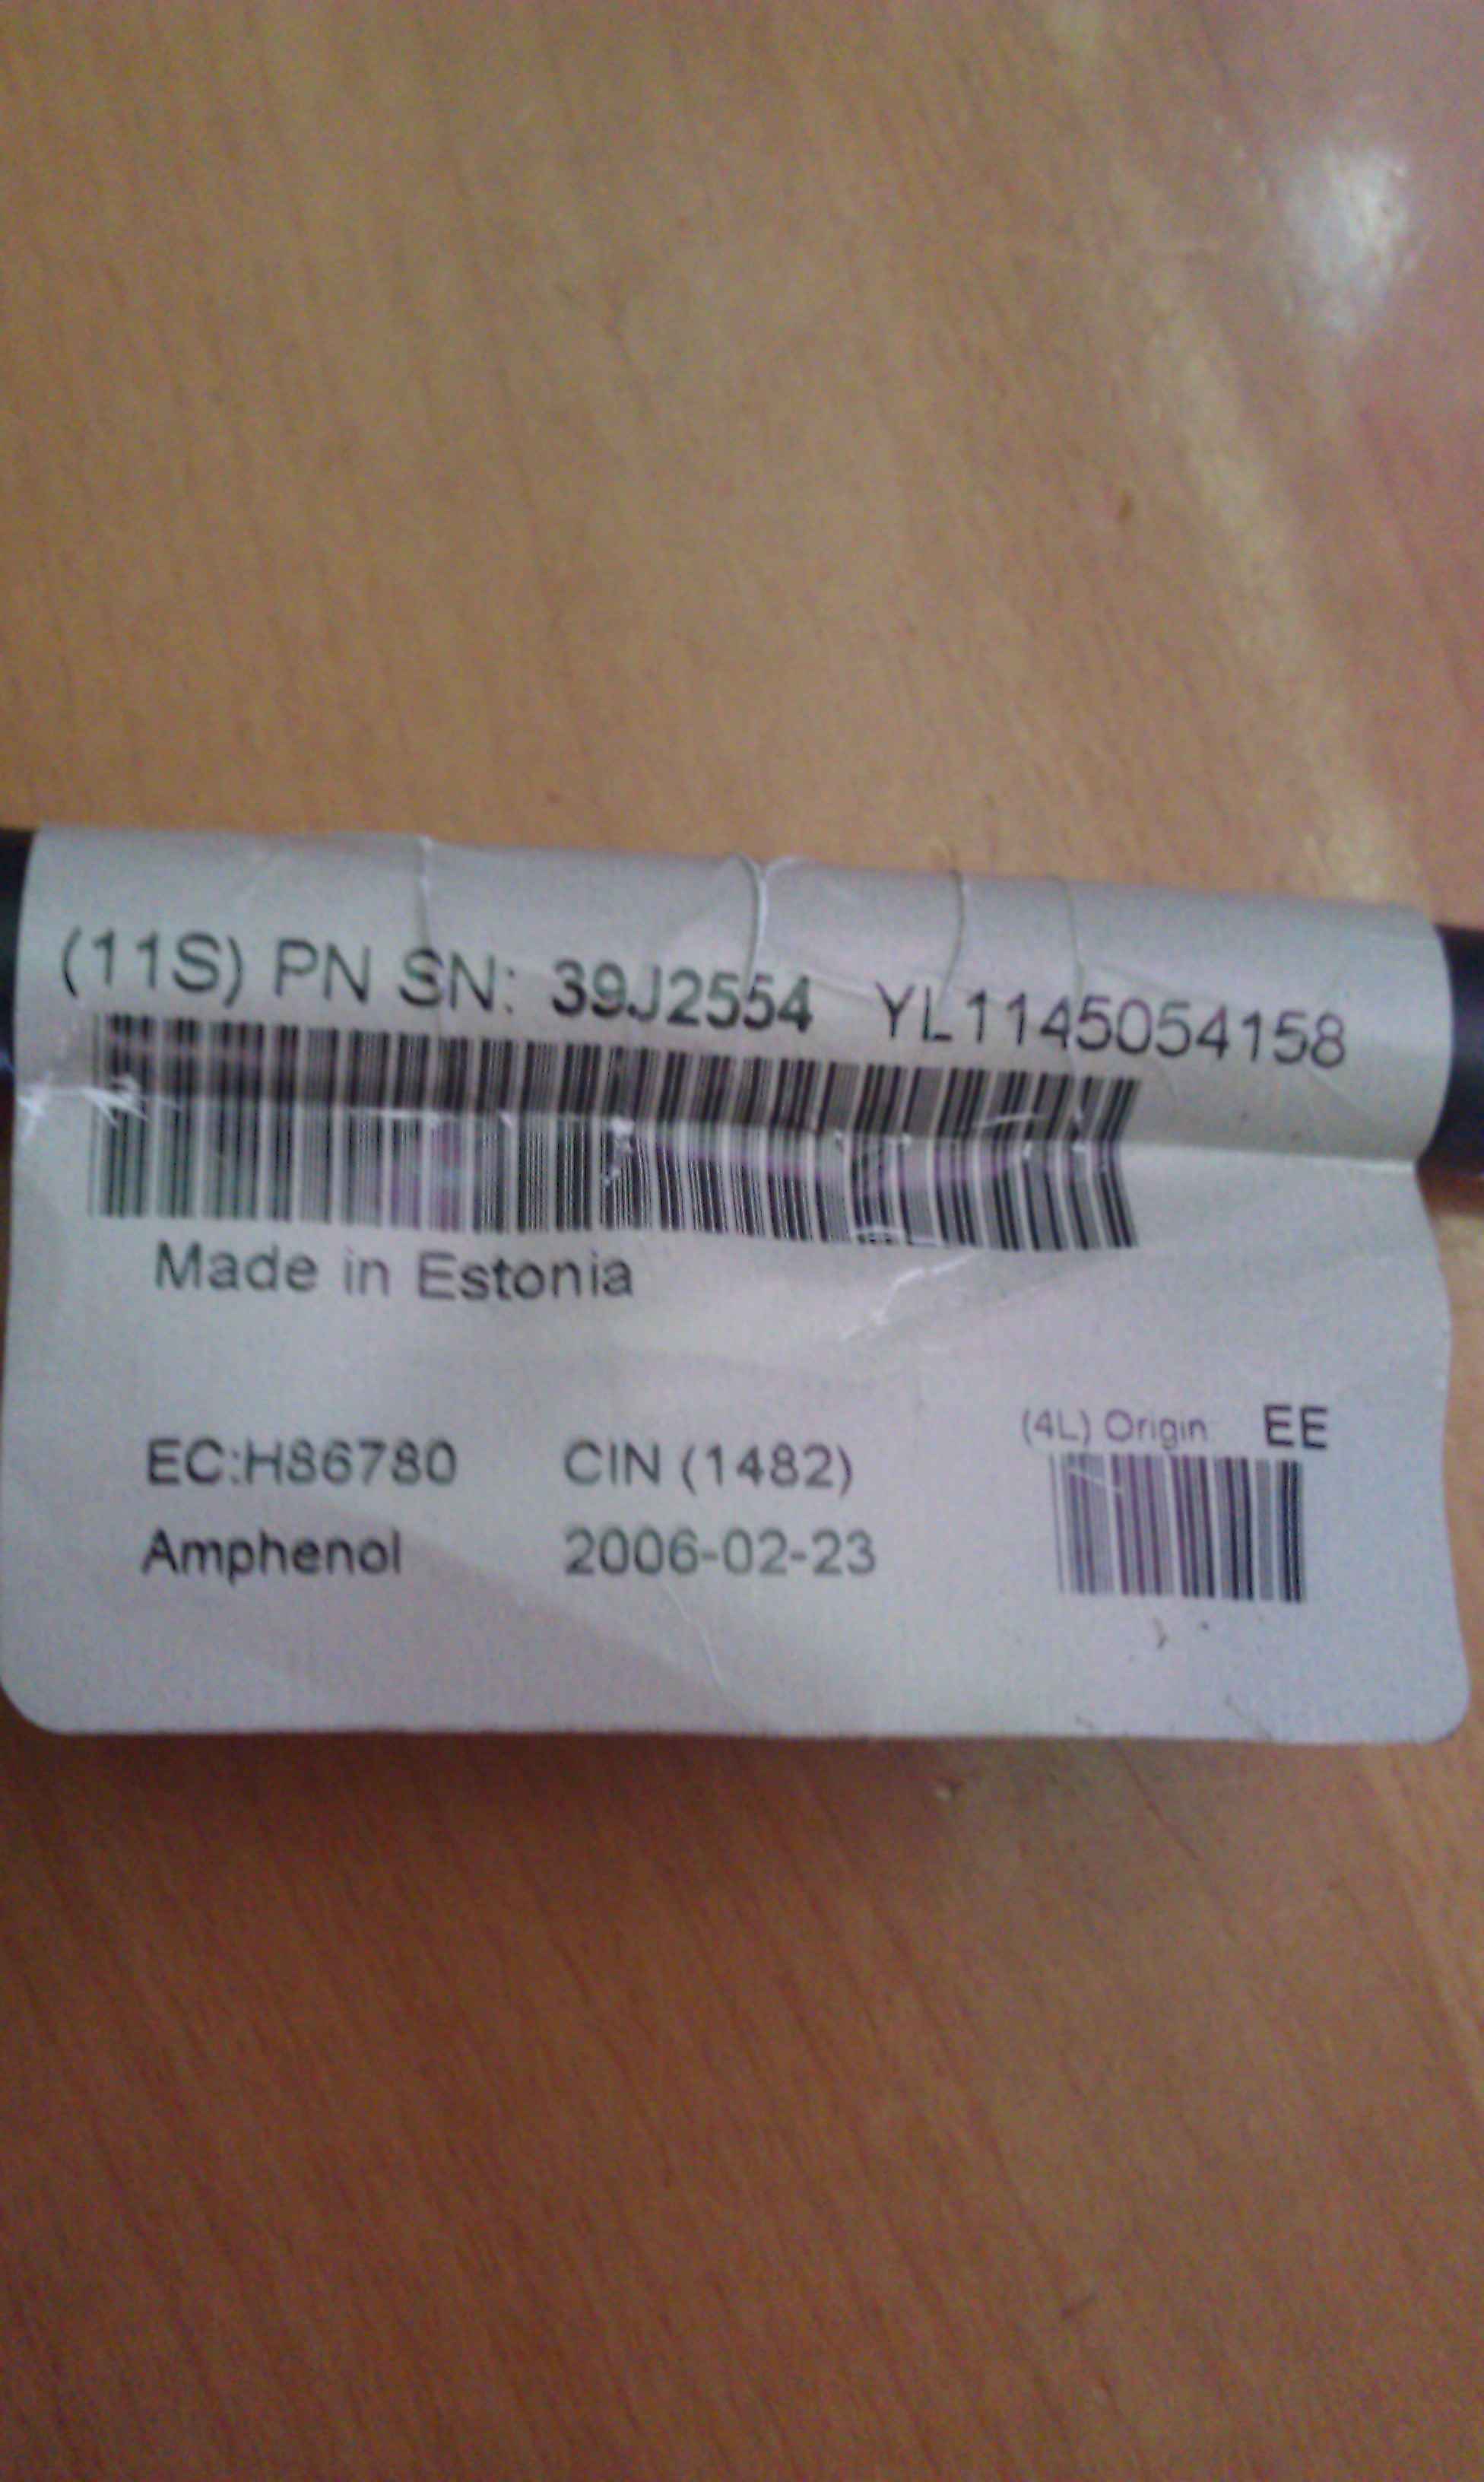 (11S) PN SN: 39J2554 YL1145054158
Made in Estonia
(4L) Origin EE
EC:H86780 CIN (1482)
Amphenol 2006-02-23